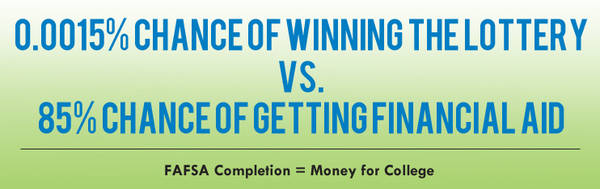 0.0015% CHANCE OF WINNING THE LOTTERY
VS.
85% CHANCE OF GETTING FINANCIAL AID
FAFSA Completion = Money for College